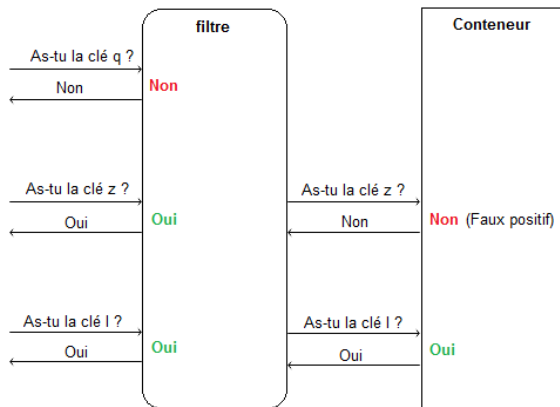 filtre
Conteneur
As-tu la clé q ?
Non
Non
As-tu la clé z ?
Oui
Oui
As-tu la clé z ?
Non
Non (Faux positif)
As-tu la clé l ?
Oui
Oui
As-tu la clé l ?
Oui
Oui